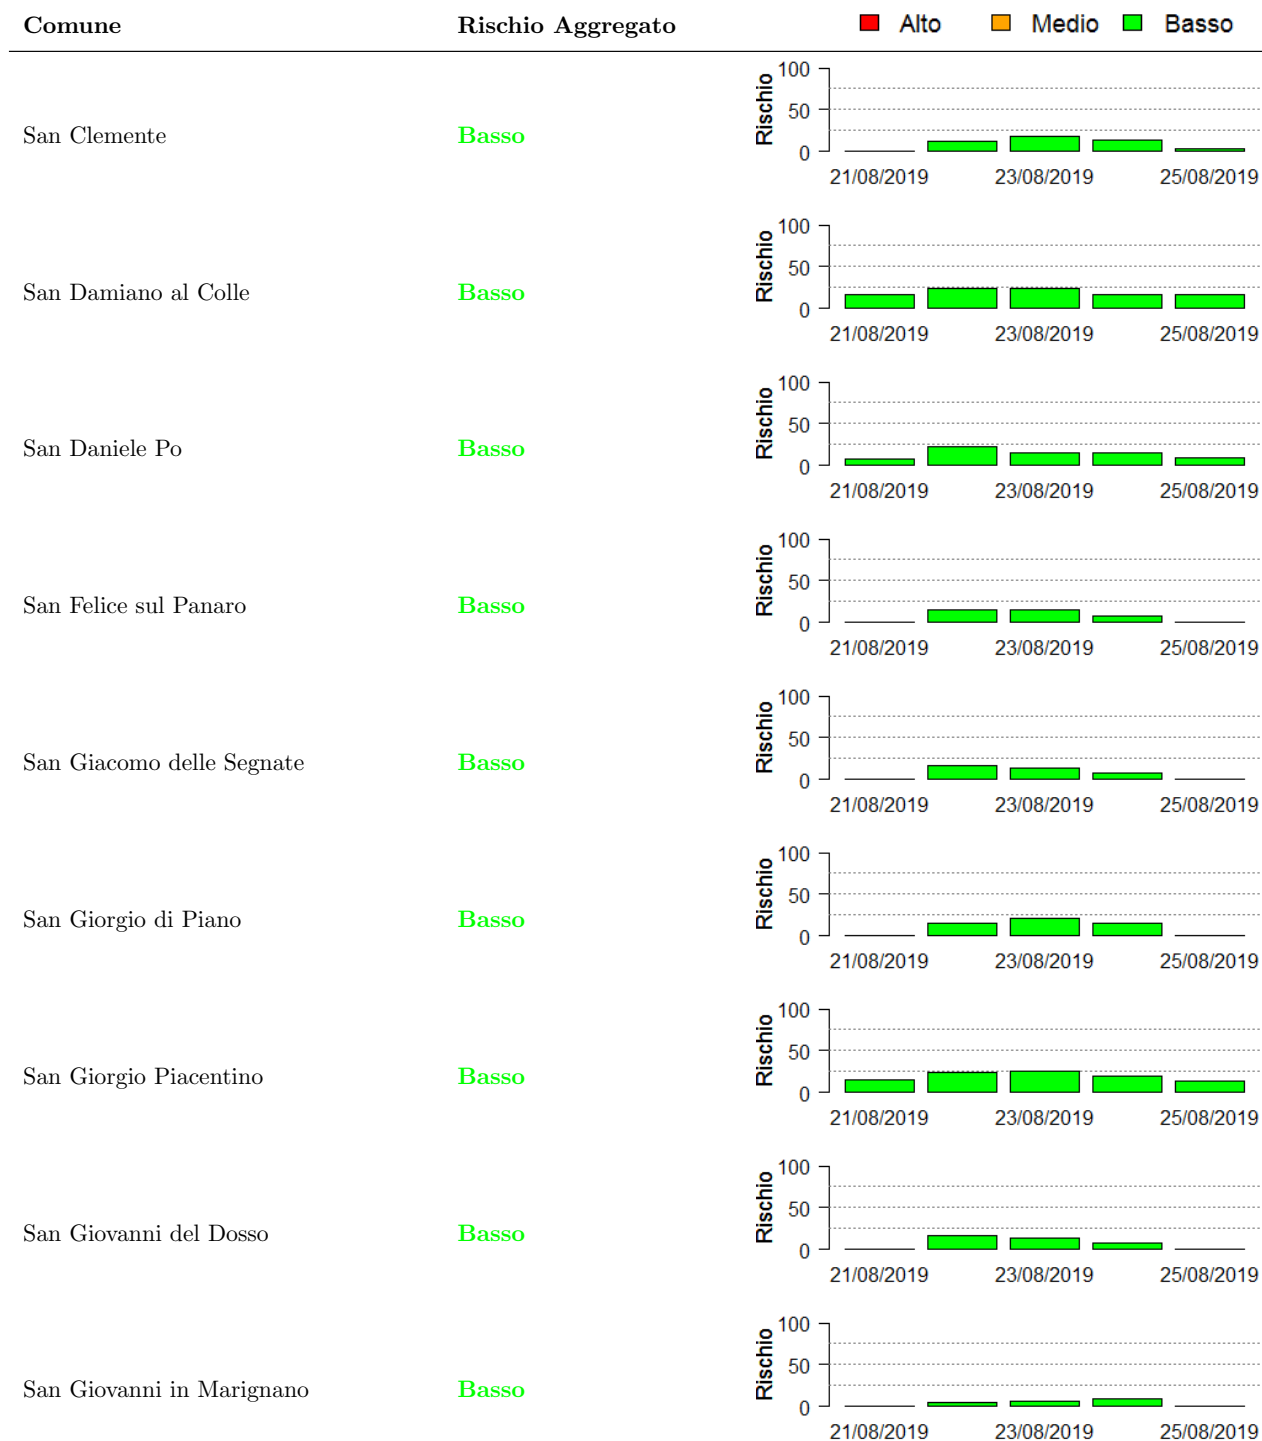 Comune Rischio Aggregato Alto Medio Basso
San Clemente Basso
Rischio
100
50
0
21/08/2019 23/08/2019 25/08/2019
San Damiano al Colle Basso
Rischio
100
50
0
21/08/2019 23/08/2019 25/08/2019
San Daniele Po Basso
Rischio
100
50
0
21/08/2019 23/08/2019 25/08/2019
San Felice sul Panaro Basso
Rischio
100
50
0
21/08/2019 23/08/2019 25/08/2019
San Giacomo delle Segnate Basso
Rischio
100
50
0
21/08/2019 23/08/2019 25/08/2019
San Giorgio di Piano Basso
Rischio
100
50
0
21/08/2019 23/08/2019 25/08/2019
San Giorgio Piacentino Basso
Rischio
100
50
0
21/08/2019 23/08/2019 25/08/2019
San Giovanni del Dosso Basso
Rischio
100
50
0
21/08/2019 23/08/2019 25/08/2019
San Giovanni in Marignano Basso
Rischio
100
50
0
21/08/2019 23/08/2019 25/08/2019